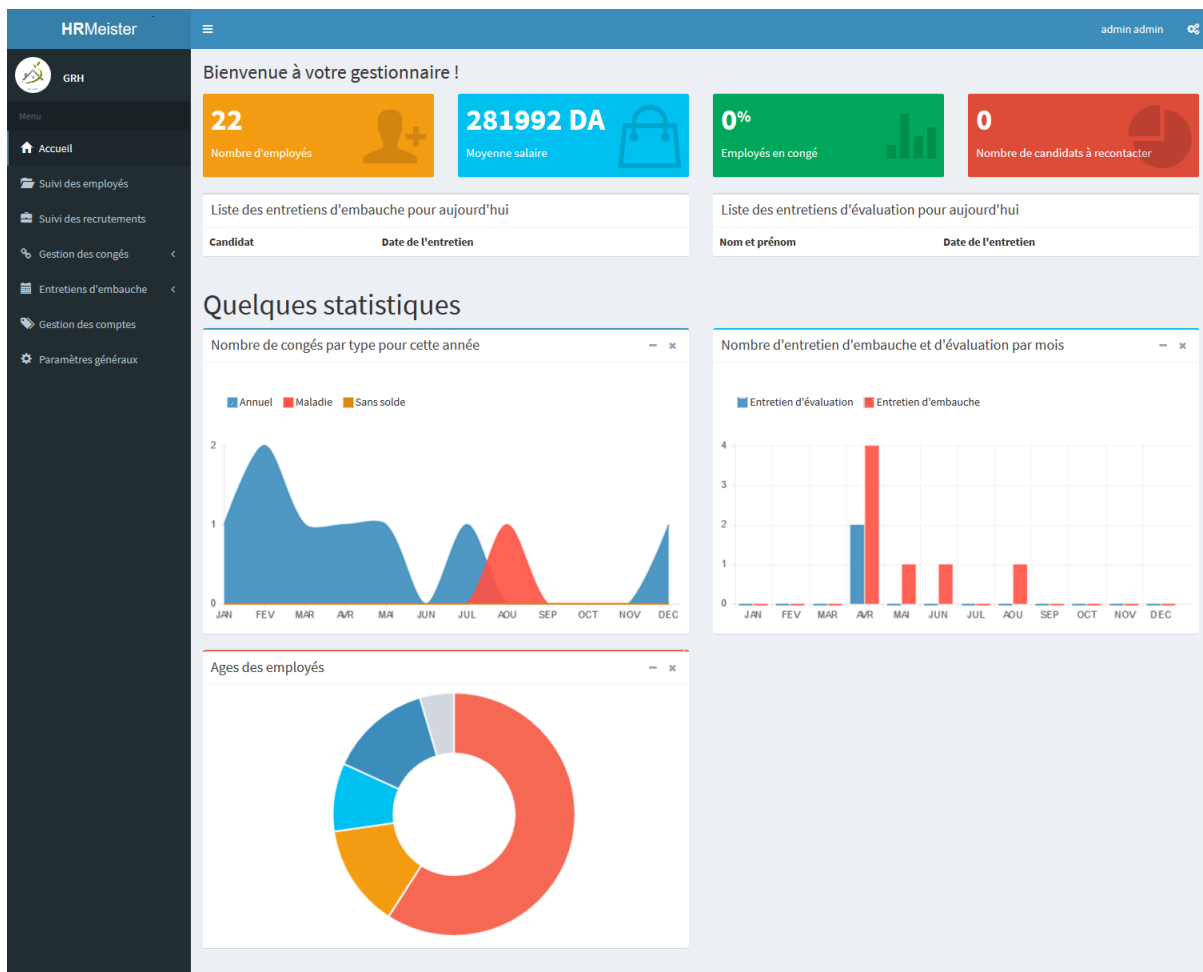 HRMeister
admin admin
GRH
Menu
Accueil
Suivi des employés
Suivi des recrutements
Gestion des congés
Entretiens d'embauche
Gestion des comptes
Paramètres généraux
Bienvenue à votre gestionnaire !
22
Nombre d'employés
281992 DA
Moyenne salaire
0%
Employés en congé
0
Nombre de candidats à recontacter
Liste des entretiens d'embauche pour aujourd'hui
Candidat Date de l'entretien
Liste des entretiens d'évaluation pour aujourd'hui
Nom et prénom Date de l'entretien
Quelques statistiques
Nombre de congés par type pour cette année
Annuel Maladie Sans solde
2
1
0
JAN FEV MAR AVR MAI JUN JUL AOU SEP OCT NOV DEC
Nombre d'entretien d'embauche et d'évaluation par mois
Entretien d'évaluation Entretien d'embauche
4
3
2
1
0
JAN FEV MAR AVR MAI JUN JUL AOU SEP OCT NOV DEC
Ages des employés